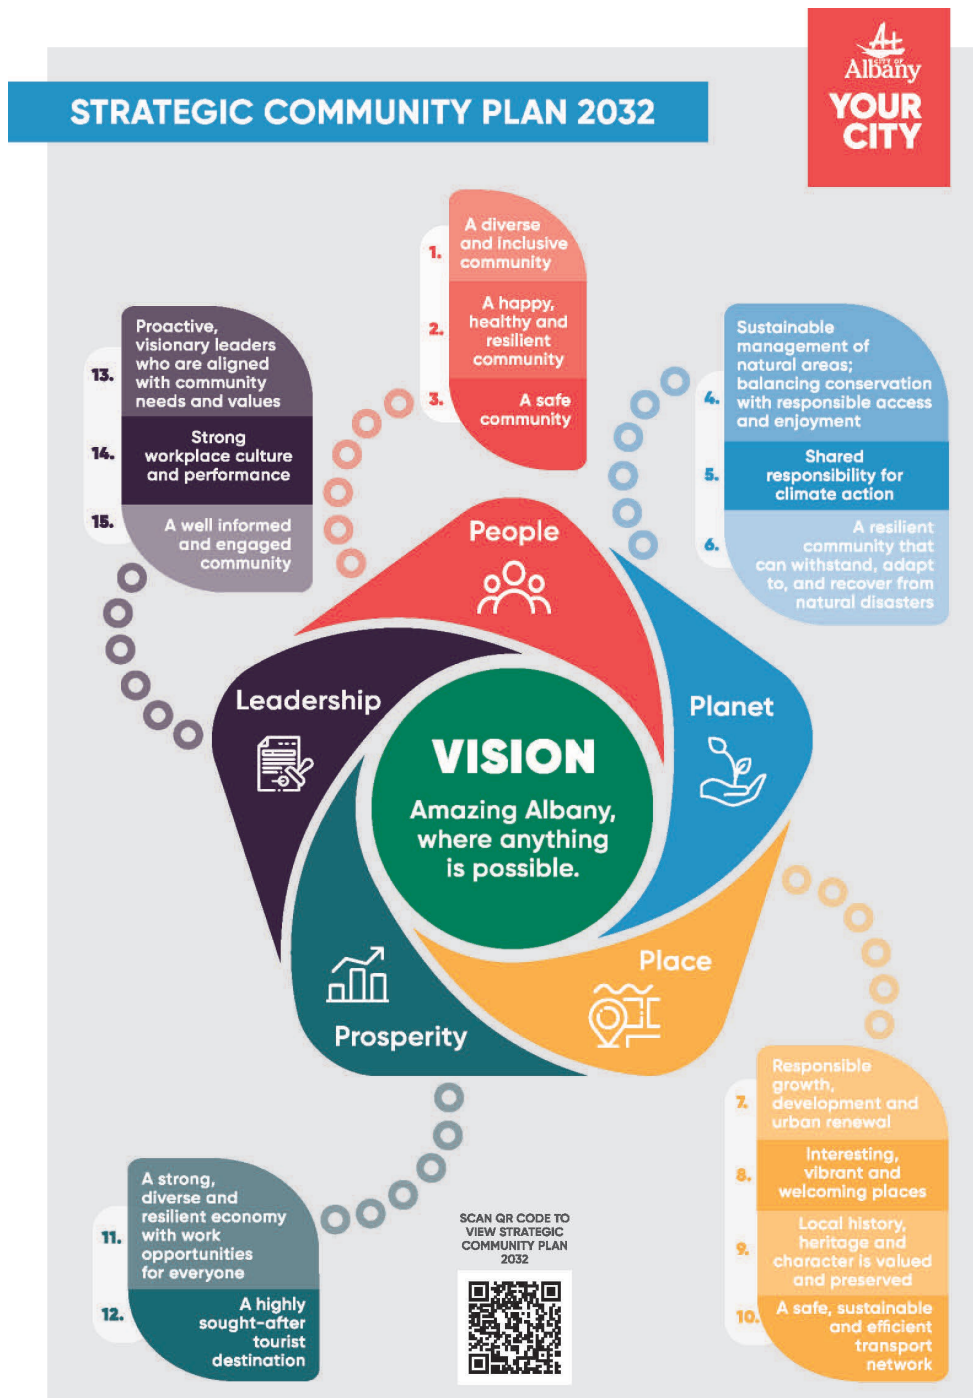 CITY OF
Albany
YOUR
CITY
STRATEGIC COMMUNITY PLAN 2032
1.
A diverse
and inclusive
community
2.
A happy,
healthy and
resilient
community
3.
A safe
community
13.
Proactive,
visionary leaders
who are aligned
with community
needs and values
14.
Strong
workplace culture
and performance
15.
A well informed
and engaged
community
4.
Sustainable
management of
natural areas;
balancing conservation
with responsible access
and enjoyment
5.
Shared
responsibility for
climate action
6.
A resilient
community that
can withstand, adapt
to, and recover from
natural disasters
People
Leadership
Planet
VISION
Amazing Albany,
where anything
is possible.
Place
Prosperity
7.
Responsible
growth,
development and
urban renewal
8.
Interesting,
vibrant and
welcoming places
9.
Local history,
heritage and
character is valued
and preserved
10.
A safe, sustainable
and efficient
transport
network
11.
A strong,
diverse and
resilient economy
with work
opportunities
for everyone
12.
A highly
sought-after
tourist
destination
SCAN QR CODE TO
VIEW STRATEGIC
COMMUNITY PLAN
2032